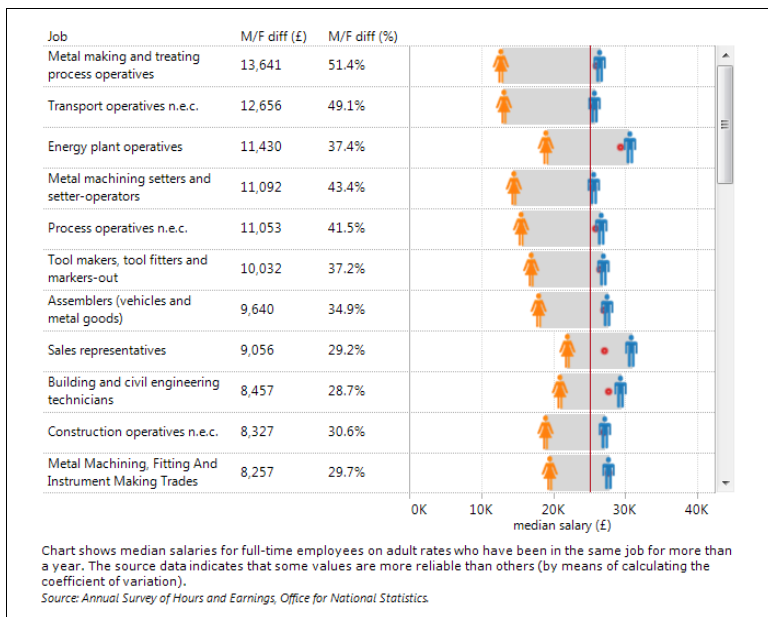 Job M/F diff (£) M/F diff (%)
Metal making and treating
process operatives 13,641 51.4%
Transport operatives n.e.c. 12,656 49.1%
Energy plant operatives 11,430 37.4%
Metal machining setters and
setter-operators 11,092 43.4%
Process operatives n.e.c. 11,053 41.5%
Tool makers, tool fitters and
markers-out 10,032 37.2%
Assemblers (vehicles and
metal goods) 9,640 34.9%
Sales representatives 9,056 29.2%
Building and civil engineering
technicians 8,457 28.7%
Construction operatives n.e.c. 8,327 30.6%
Metal Machining, Fitting And
Instrument Making Trades 8,257 29.7%
0K 10K 20K 30K 40K
median salary (£)
Chart shows median salaries for full-time employees on adult rates who have been in the same job for more than
a year. The source data indicates that some values are more reliable than others (by means of calculating the
coefficient of variation).
Source: Annual Survey of Hours and Earnings, Office for National Statistics.